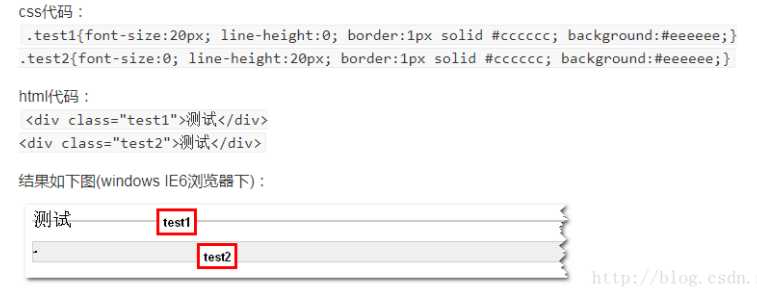 css代码：
.test1{font-size:20px; line-height:0; border:1px solid #cccccc; background:#eeeeee;}
.test2{font-size:0; line-height:20px; border:1px solid #cccccc; background:#eeeeee;}
html代码：
<div class="test1">测试</div>
<div class="test2">测试</div>
结果如下图(windows IE6浏览器下)：
测试
test1
test2
http://blog.csdn.